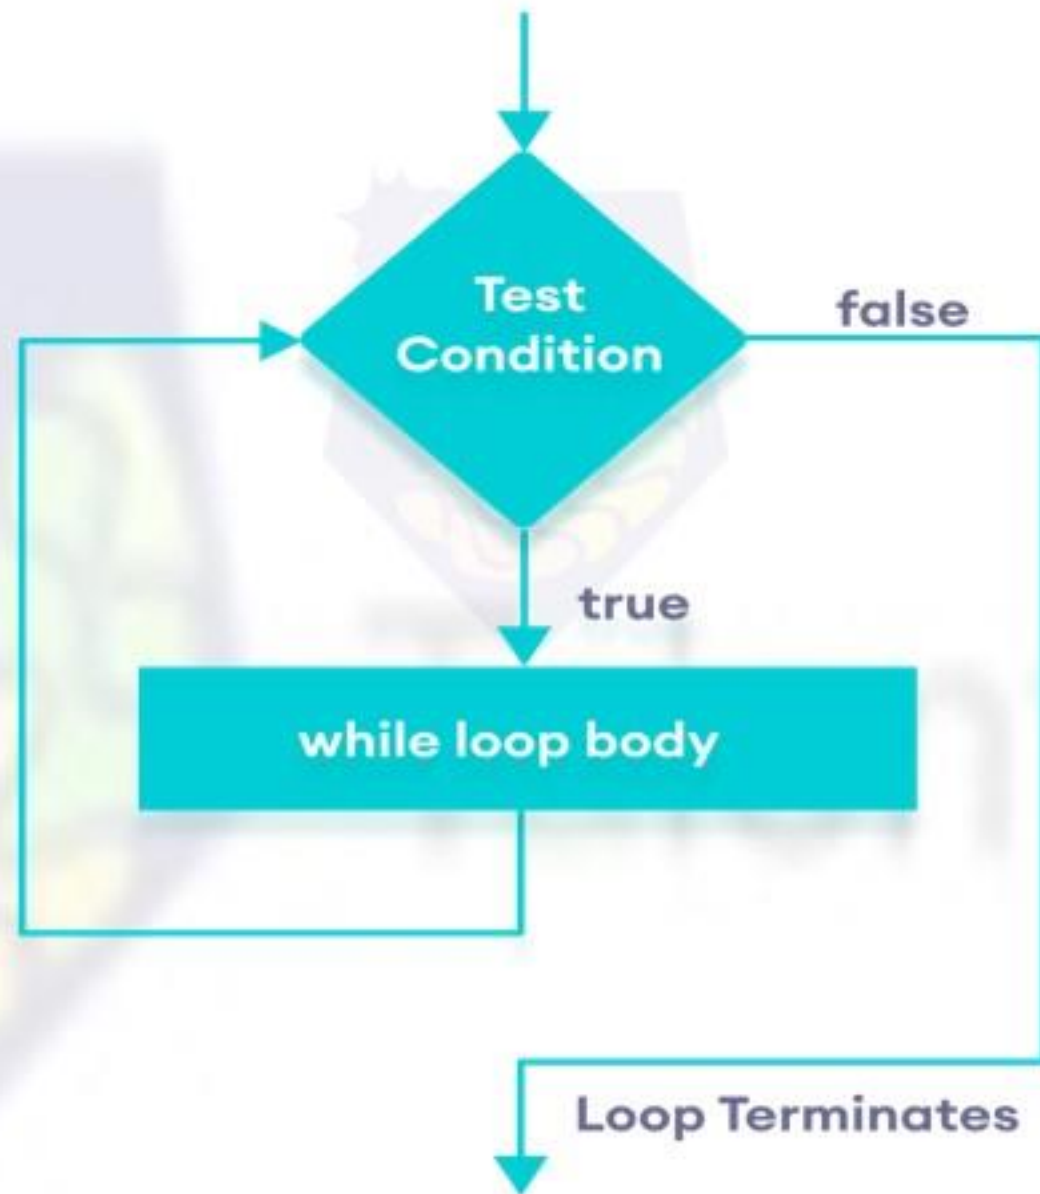 Test
Condition
false
true
while loop body
Loop Terminates